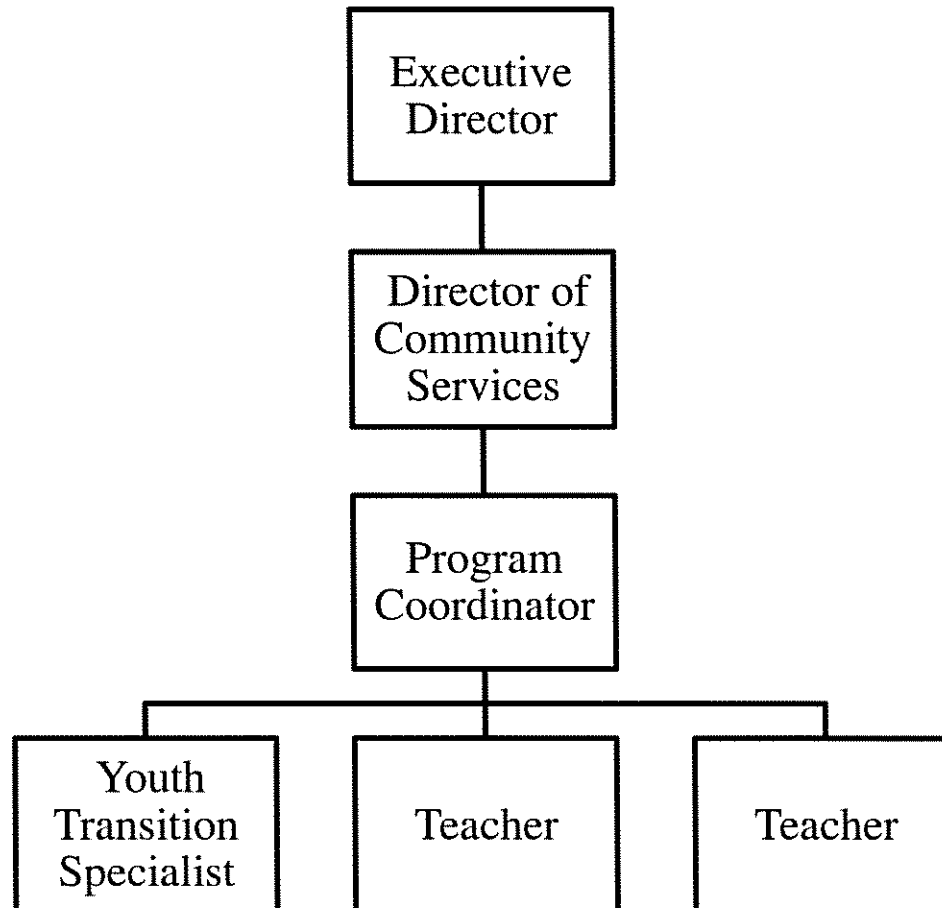 Executive
Director
Director of
Community
Services
Program
Coordinator
Youth
Transition
Specialist
Teacher
Teacher